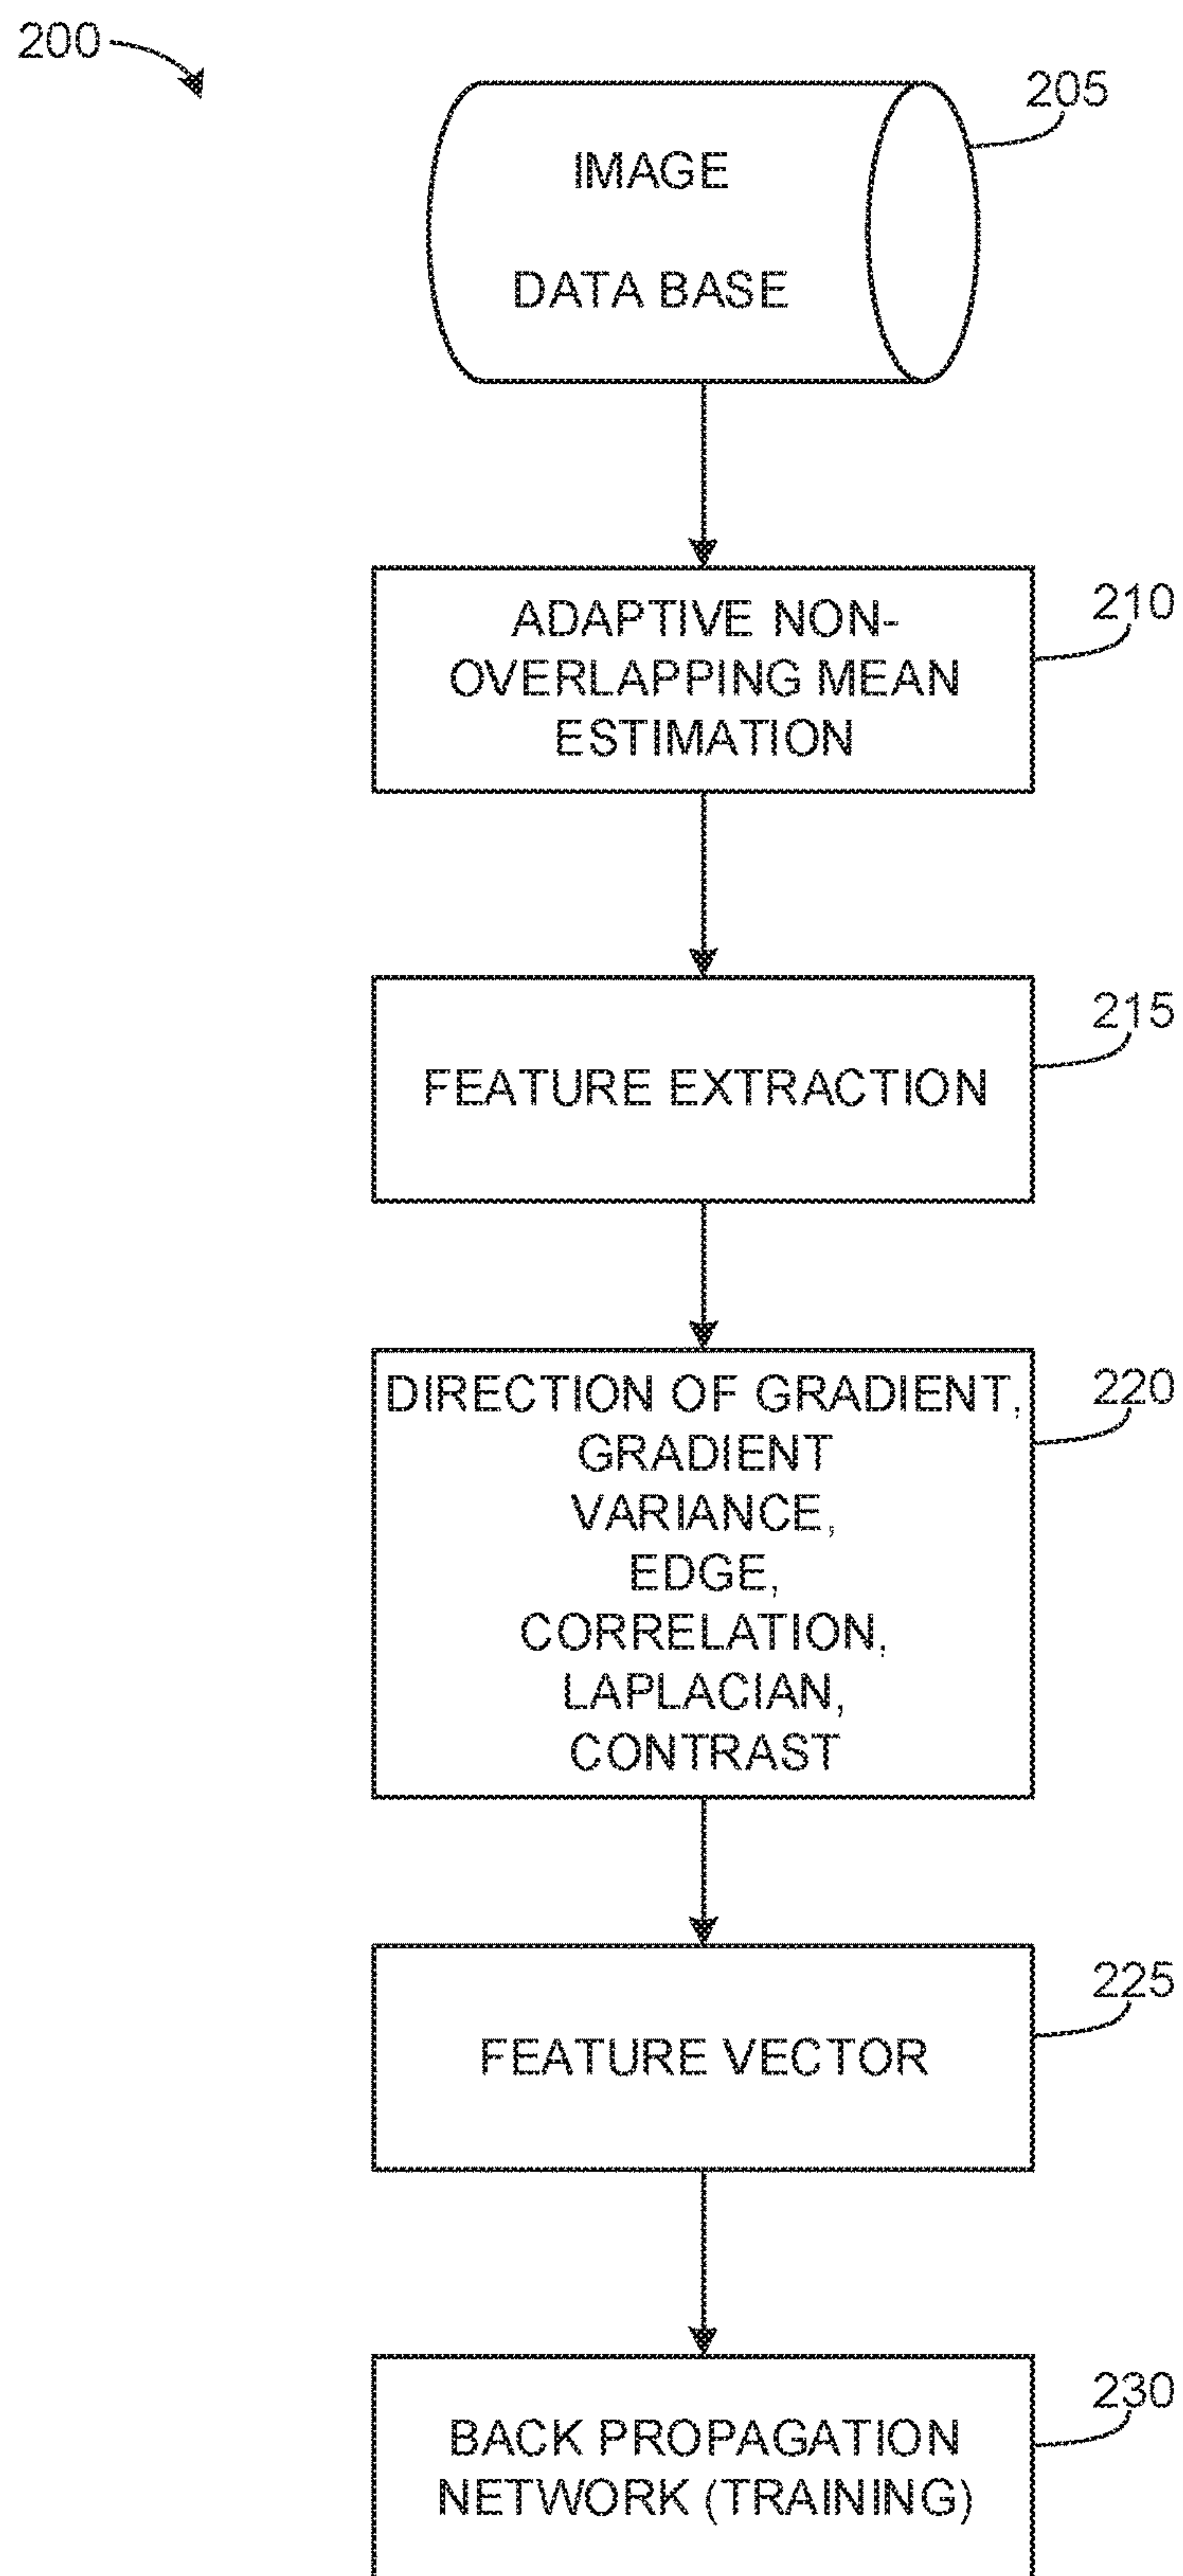 200
205
IMAGE
DATA BASE
210
ADAPTIVE NON-
OVERLAPPING MEAN
ESTIMATION
215
FEATURE EXTRACTION
220
DIRECTION OF GRADIENT,
GRADIENT
VARIANCE,
EDGE,
CORRELATION,
LAPLACIAN,
CONTRAST
225
FEATURE VECTOR
230
BACK PROPAGATION
NETWORK (TRAINING)